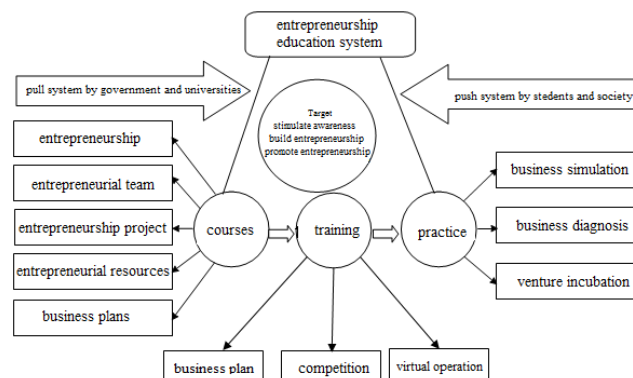 entrepreneurship
education system
pull system by government and universities
push system by stedents and society
Target
stimulate awareness
build entrepreneurship
promote entrepreneurship
entrepreneurship
entrepreneurial team
entrepreneurship project
entrepreneurial resources
business plans
courses
training
practice
business simulation
business diagnosis
venture incubation
business plan
competition
virtual operation